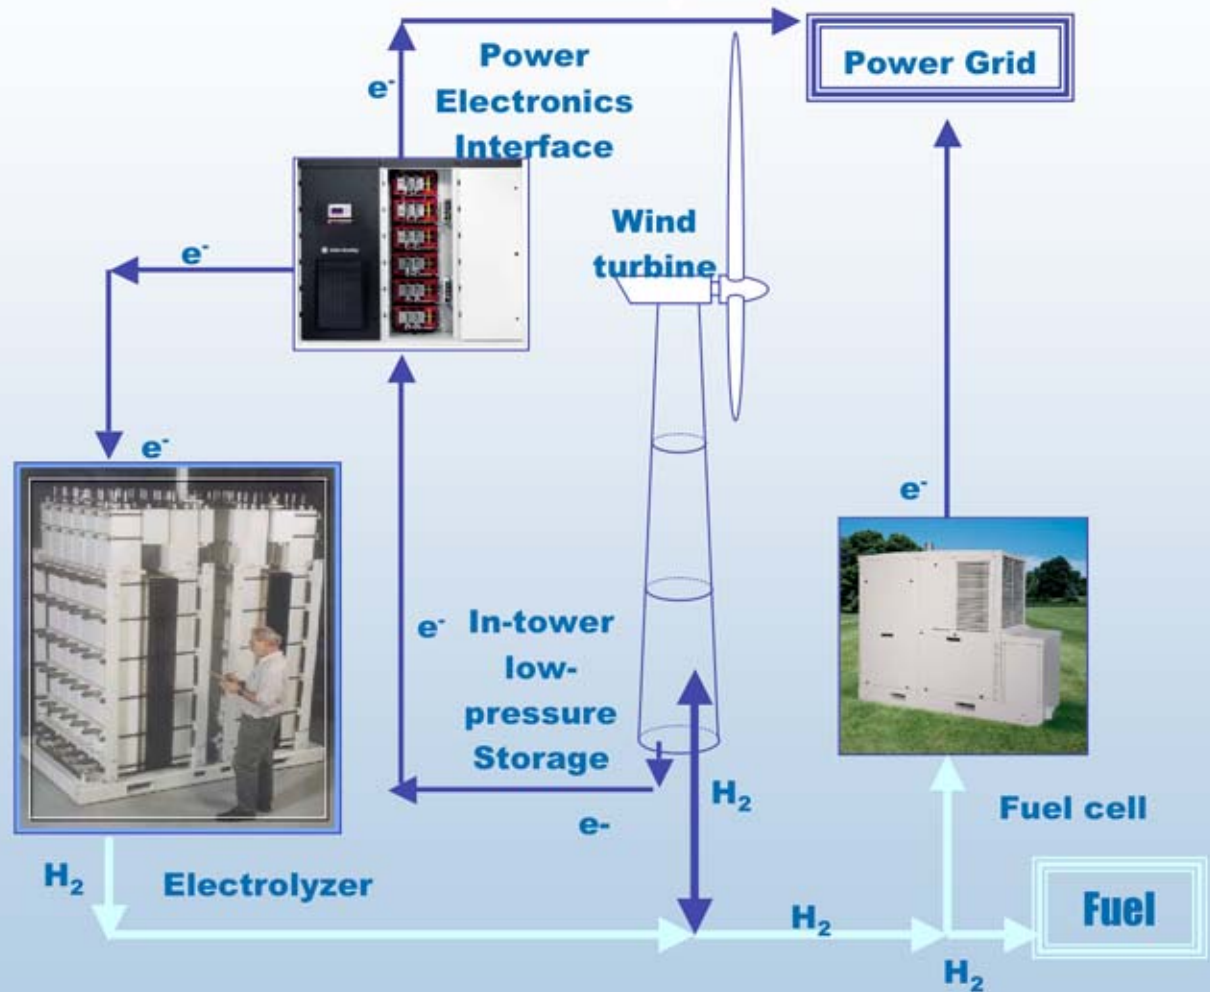 Power Grid
Power
Electronics
Interface
e-
e-
e-
Wind
turbine
e-
e-
In-tower
low-
pressure
Storage
e-
H2
Fuel cell
H2
Electrolyzer
H2
H2
Fuel